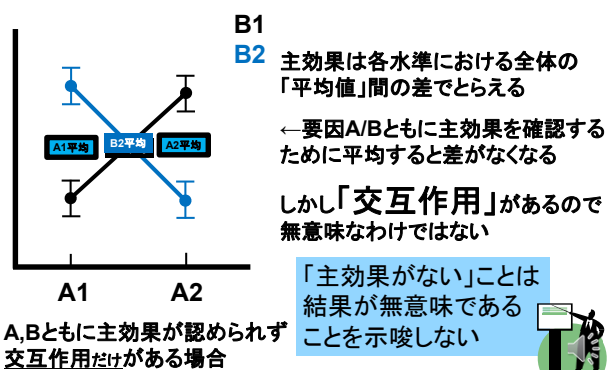 B1
B2
主効果は各水準における全体の
「平均値」間の差でとらえる
←要因A/Bともに主効果を確認する
ために平均すると差がなくなる
しかし「交互作用」があるので
無意味なわけではない
「主効果がない」ことは
結果が無意味である
ことを示唆しない
A1平均
B2平均
A2平均
A1
A2
A,Bともに主効果が認められず
交互作用だけがある場合